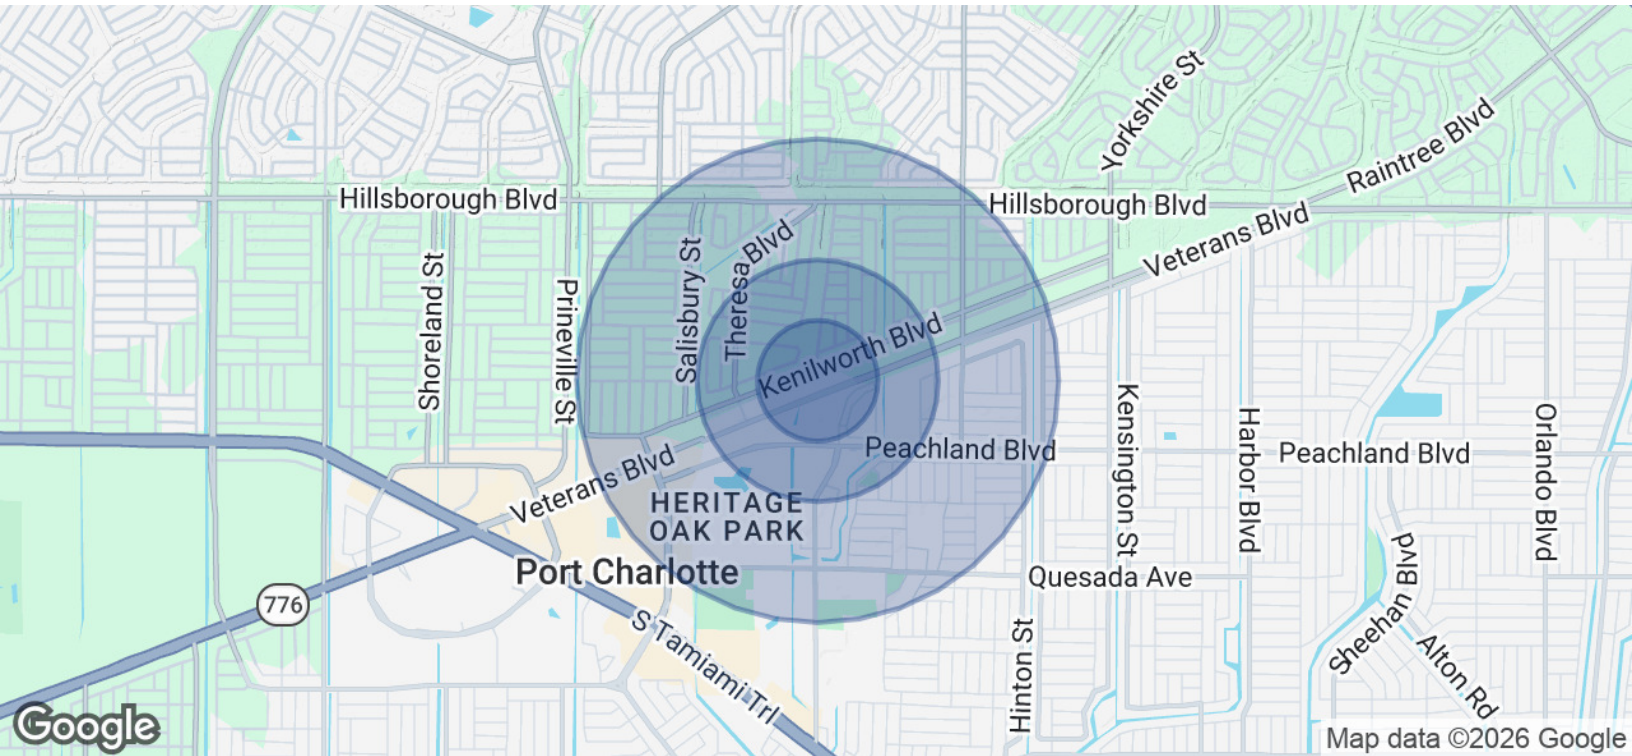 Yorkshire St
Raintree Blvd
Hillsborough Blvd
Hillsborough Blvd
Veterans Blvd
Shoreland St
Prineville St
Salisbury St
Theresa Blvd
Kenilworth Blvd
Kensington St
Harbor Blvd
Orlando Blvd
Peachland Blvd
Peachland Blvd
Veterans Blvd
HERITAGE
OAK PARK
Port Charlotte
Quesada Ave
776
S Tamiami Trl
Hinton St
Sheehan Blvd
Alton Rd
Google
Map data ©2026 Google